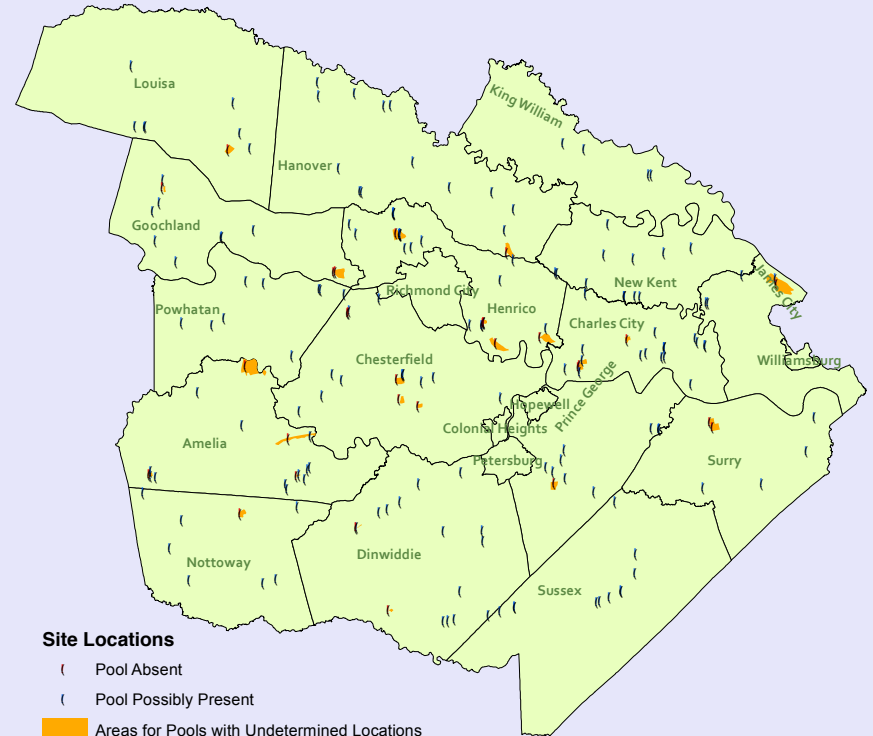 Louisa
King William
Hanover
Goochland
Richmond City
New Kent
James City
Powhatan
Henrico
Charles City
Chesterfield
Williamsburg
Prince George
Hopewell
Colonial Heights
Amelia
Petersburg
Surry
Dinwiddie
Nottoway
Sussex
Site Locations
Pool Absent
Pool Possibly Present
Areas for Pools with Undetermined Locations